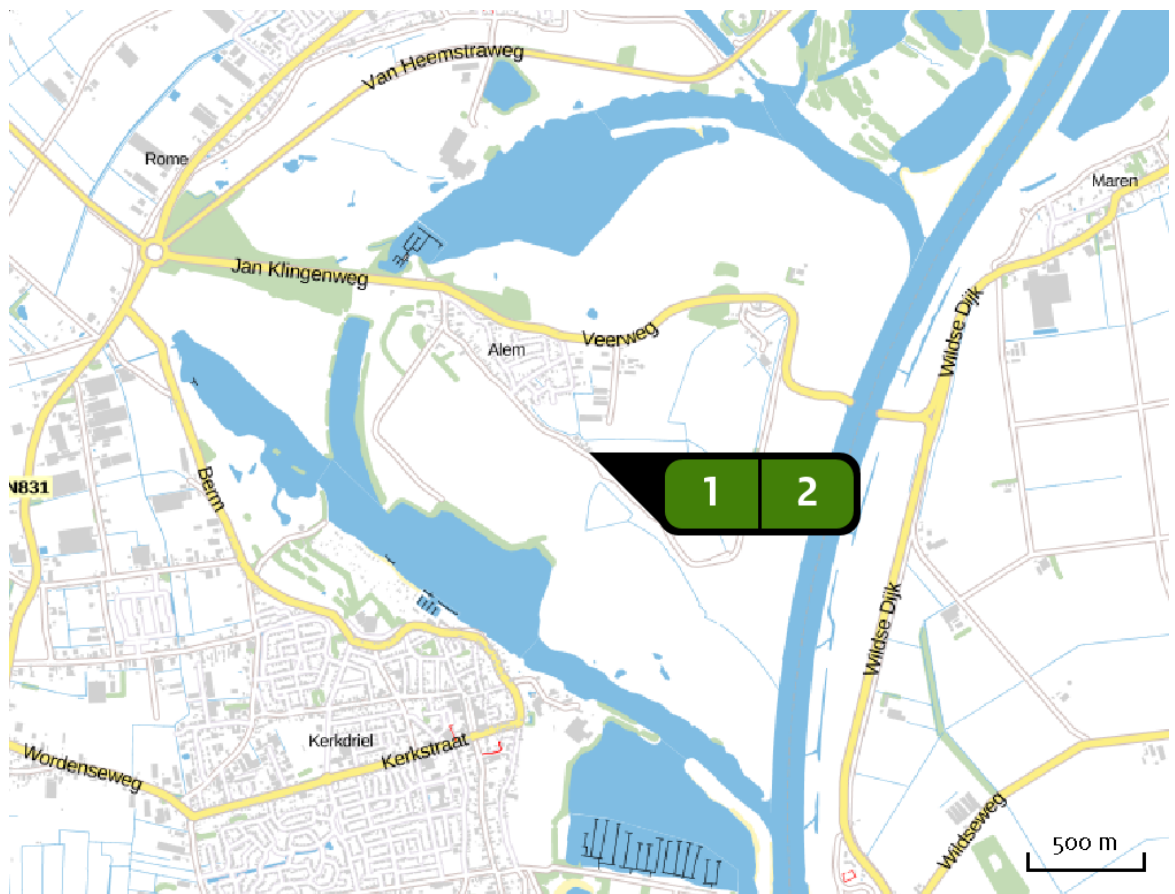 Van Heemstraweg
Rome
Maren
Jan Klingenweg
Wildse Dijk
Veerweg
Alem
N831
Berm
1 2
Wildse Dijk
Kerkdriel
Kerkstraat
Wordenseweg
Wildseweg
500 m